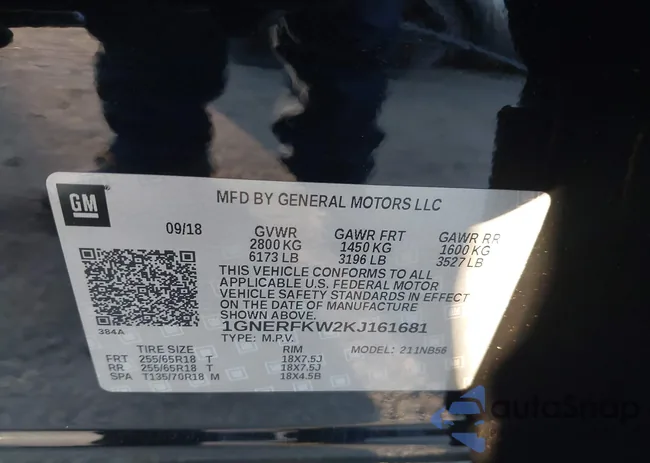 GM
MFD BY GENERAL MOTORS LLC
09/18 GVWR GAWR FRT GAWR RR
2800 KG 1450 KG 1600 KG
6173 LB 3196 LB 3527 LB
THIS VEHICLE CONFORMS TO ALL
APPLICABLE U.S. FEDERAL MOTOR
VEHICLE SAFETY STANDARDS IN
EFFECT ON THE DATE OF MANUFACTURE
SHOWN ABOVE.
384A
1GNERFKW2KJ161681
TYPE: M.P.V.
TIRE SIZE RIM MODEL: 211NB56
FRT 255/65R18 T 18X7.5J
RR 255/65R18 T 18X7.5J
SPA T135/70R18 M 18X4.5B
autoSnap